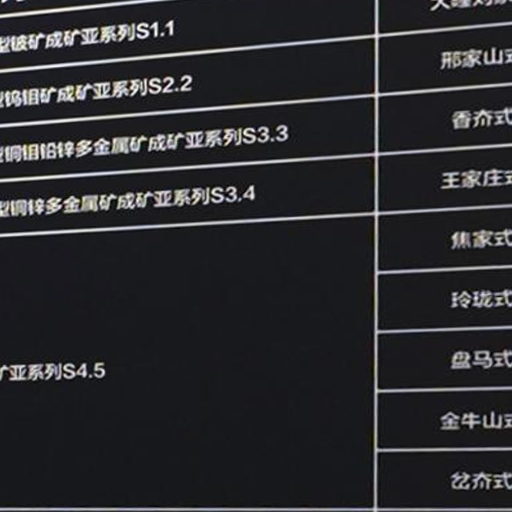 型铍矿成矿亚系列S1.1
邢家山式
型钨钼矿成矿亚系列S2.2
香夼式
型铜钼铅锌多金属矿成矿亚系列S3.3
王家庄式
型铜锌多金属矿成矿亚系列S3.4
焦家式
玲珑式
矿亚系列S4.5
盘马式
金牛山式
岔夼式